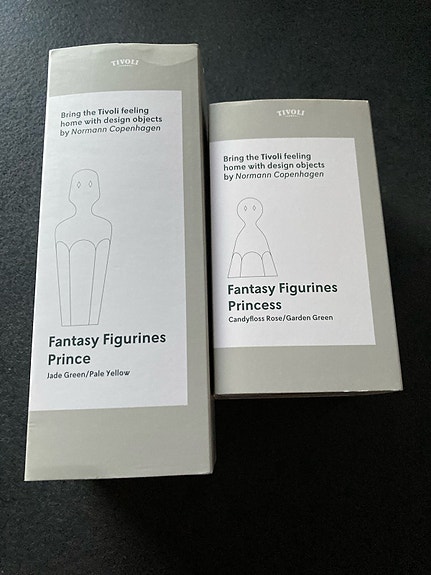 TIVOLI
Bring the Tivoli feeling
home with design objects
by Normann Copenhagen
Fantasy Figurines
Prince
Jade Green/Pale Yellow
TIVOLI
Bring the Tivoli feeling
home with design objects
by Normann Copenhagen
Fantasy Figurines
Princess
Candyfloss Rose/Garden Green